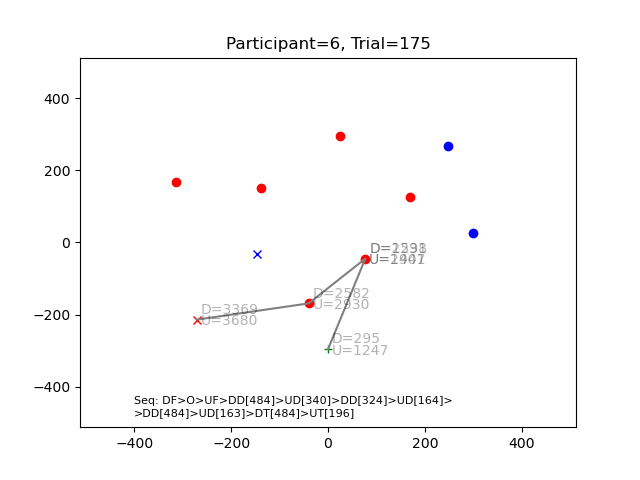 Participant=6, Trial=175
400
200
0
−200
−400
D=2582
U=2930
D=3369
U=3680
D=295
U=1247
Seq: DF>O>UF>DD[484]>UD[340]>DD[324]>UD[164]>
>DD[484]>UD[163]>DT[484]>UT[196]
−400
−200
0
200
400